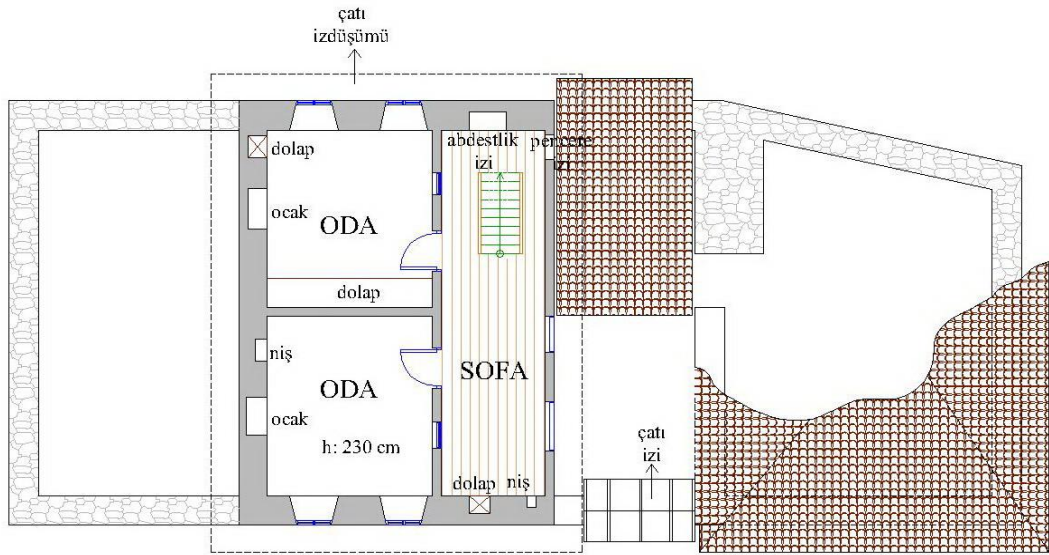 çatı
izdüşümü
abdestlik
izi
pencere
izi
dolap
ocak
ODA
dolap
niş
ODA
SOFA
ocak
h: 230 cm
çatı
izi
dolap
niş